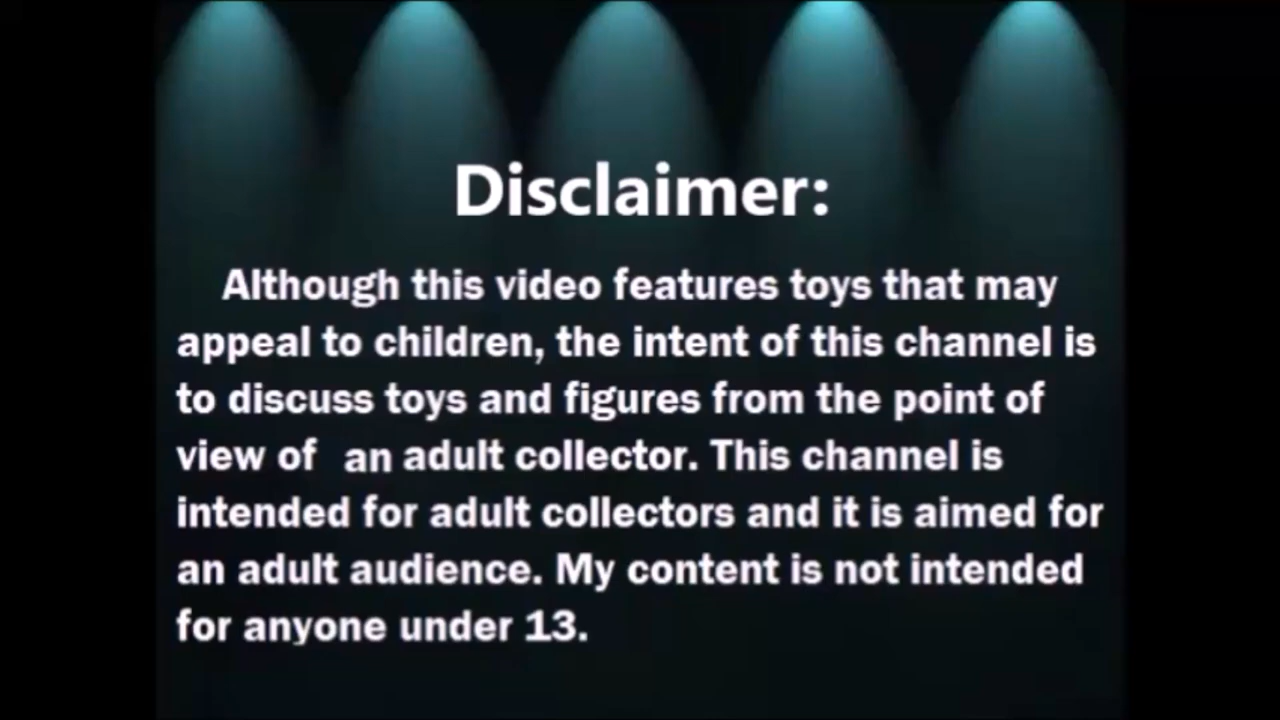 Disclaimer:
Although this video features toys that may
appeal to children, the intent of this channel is
to discuss toys and figures from the point of
view of an adult collector. This channel is
intended for adult collectors and it is aimed for
an adult audience. My content is not intended
for anyone under 13.